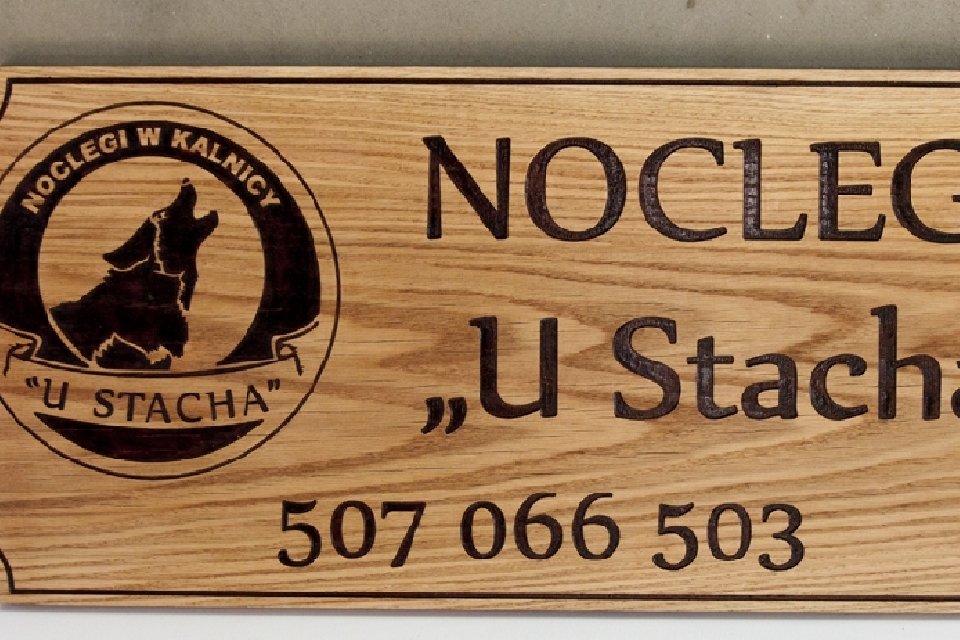 NOCLEGI W KALNICY
"U STACHA"
NOCLEG
„U Stacha
507 066 503